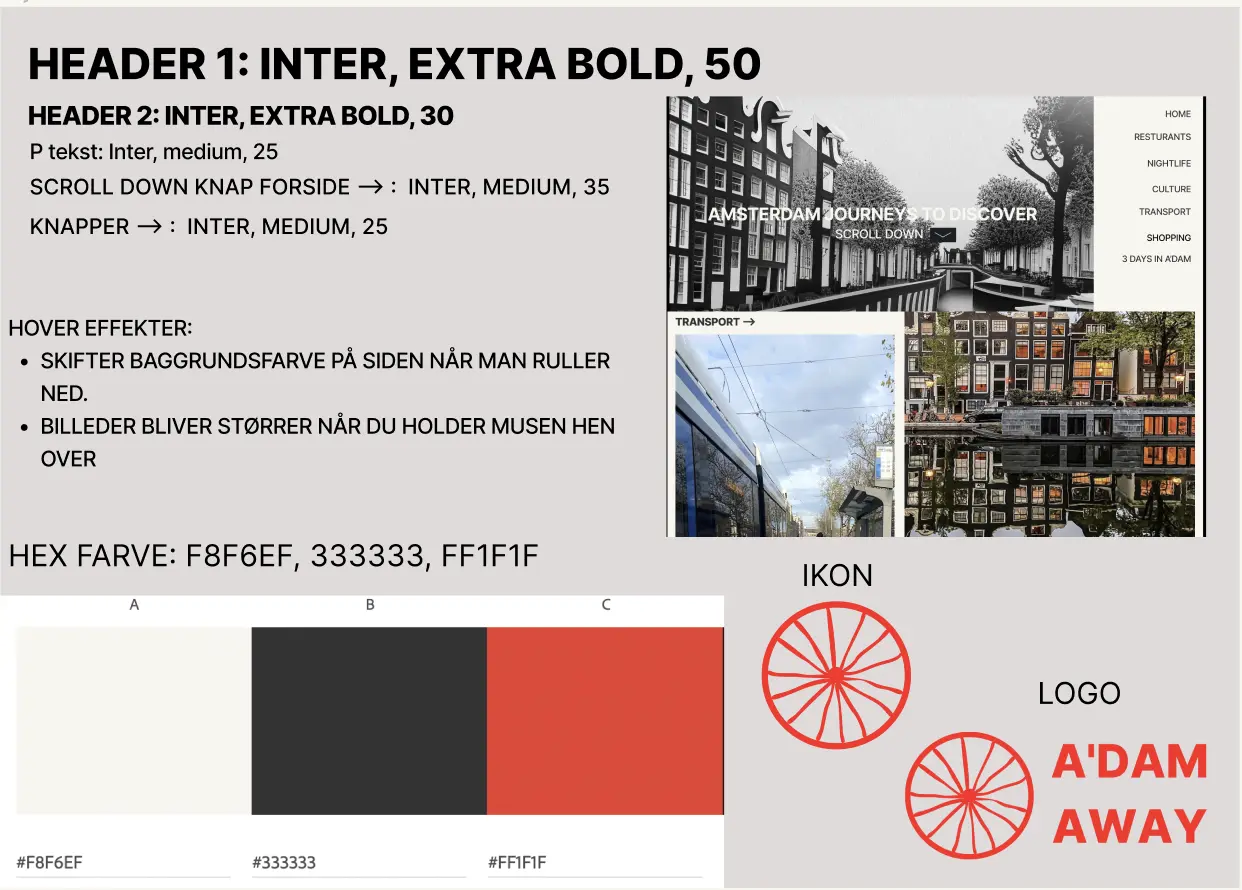 HEADER 1: INTER, EXTRA BOLD, 50
HEADER 2: INTER, EXTRA BOLD, 30
P tekst: Inter, medium, 25
SCROLL DOWN KNAP FORSIDE → : INTER, MEDIUM, 35
KNAPPER → : INTER, MEDIUM, 25
HOVER EFFEKTER:
• SKIFTER BAGGRUNDSFARVE PÅ SIDEN NÅR MAN RULLER
NED.
• BILLEDER BLIVER STØRRER NÅR DU HOLDER MUSEN HEN
OVER
AMSTERDAM JOURNEYS TO DISCOVER
SCROLL DOWN
HOME
RESTURANTS
NIGHTLIFE
CULTURE
TRANSPORT
SHOPPING
3 DAYS IN A'DAM
TRANSPORT →
HEX FARVE: F8F6EF, 333333, FF1F1F
A B C
#F8F6EF #333333 #FF1F1F
IKON
LOGO
A'DAM
AWAY